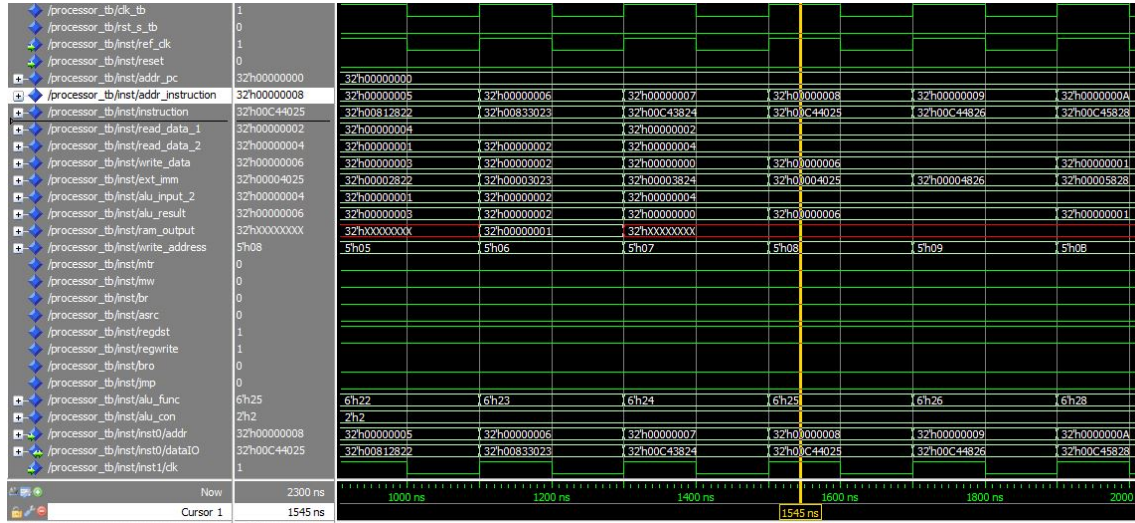 /processor_tb/clk_tb 1
/processor_tb/rst_s_tb 0
/processor_tb/inst/ref_clk 1
/processor_tb/inst/reset 0
/processor_tb/inst/addr_pc 32'h00000000 32'h00000000
/processor_tb/inst/addr_instruction 32'h00000008 32'h00000005 32'h00000006 32'h00000007 32'h00000008 32'h00000009 32'h0000000A
/processor_tb/inst/instruction 32'h00C44025 32'h00812822 32'h00833023 32'h00C43824 32'h00C44025 32'h00C44826 32'h00C45828
/processor_tb/inst/read_data_1 32'h00000002 32'h00000004 32'h00000002
/processor_tb/inst/read_data_2 32'h00000004 32'h00000001 32'h00000002 32'h00000004
/processor_tb/inst/write_data 32'h00000006 32'h00000003 32'h00000002 32'h00000000 32'h00000006 32'h00000001
/processor_tb/inst/ext_imm 32'h00004025 32'h00002822 32'h00003023 32'h00003824 32'h00004025 32'h00004826 32'h00005828
/processor_tb/inst/alu_input_2 32'h00000004 32'h00000001 32'h00000002 32'h00000004
/processor_tb/inst/alu_result 32'h00000006 32'h00000003 32'h00000002 32'h00000000 32'h00000006 32'h00000001
/processor_tb/inst/ram_output 32'hXXXXXXXX 32'hXXXXXXXX 32'h00000001 32'hXXXXXXXX
/processor_tb/inst/write_address 5'h08 5'h05 5'h06 5'h07 5'h08 5'h09 5'h0B
/processor_tb/inst/mtr 0
/processor_tb/inst/mw 0
/processor_tb/inst/br 0
/processor_tb/inst/asrc 0
/processor_tb/inst/regdst 1
/processor_tb/inst/regwrite 1
/processor_tb/inst/bro 0
/processor_tb/inst/jmp 0
/processor_tb/inst/alu_func 6'h25 6'h22 6'h23 6'h24 6'h25 6'h26 6'h28
/processor_tb/inst/alu_con 2'h2 2'h2
/processor_tb/inst/inst0/addr 32'h00000008 32'h00000005 32'h00000006 32'h00000007 32'h00000008 32'h00000009 32'h0000000A
/processor_tb/inst/inst0/dataIO 32'h00C44025 32'h00812822 32'h00833023 32'h00C43824 32'h00C44025 32'h00C44826 32'h00C45828
/processor_tb/inst/inst1/clk 1
Now 2300 ns 1000 ns 1200 ns 1400 ns 1600 ns 1800 ns 2000
Cursor 1 1545 ns 1545 ns